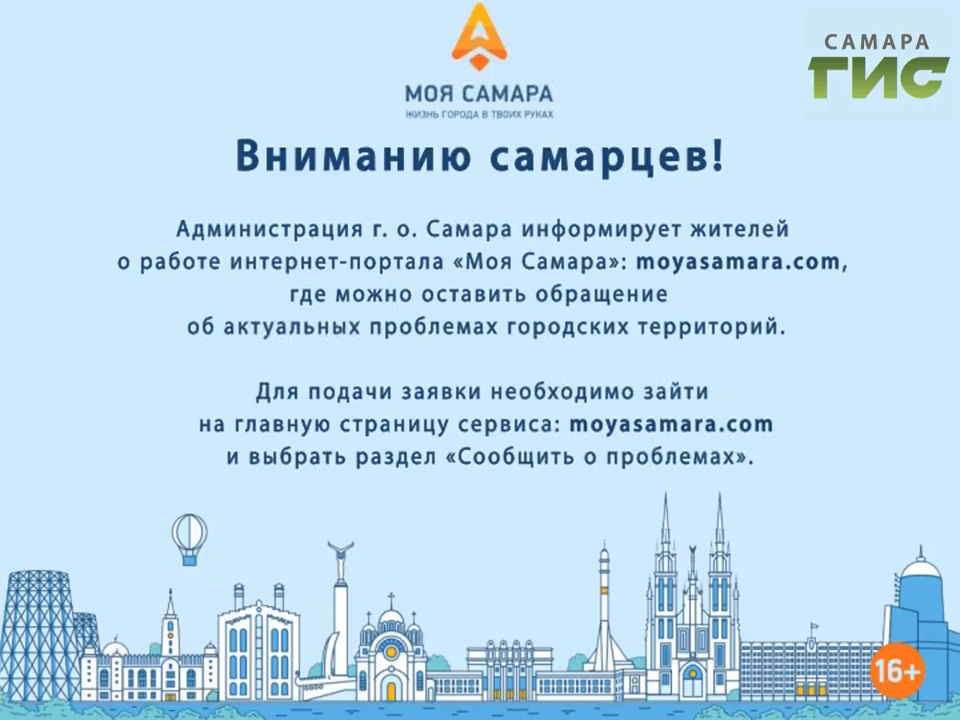 САМАРА
ГИС
МОЯ САМАРА
ЖИЗНЬ ГОРОДА В ТВОИХ РУКАХ
Вниманию самарцев!
Администрация г. о. Самара информирует жителей
о работе интернет-портала «Моя Самара»: moyasamara.com,
где можно оставить обращение
об актуальных проблемах городских территорий.
Для подачи заявки необходимо зайти
на главную страницу сервиса: moyasamara.com
и выбрать раздел «Сообщить о проблемах».
16+